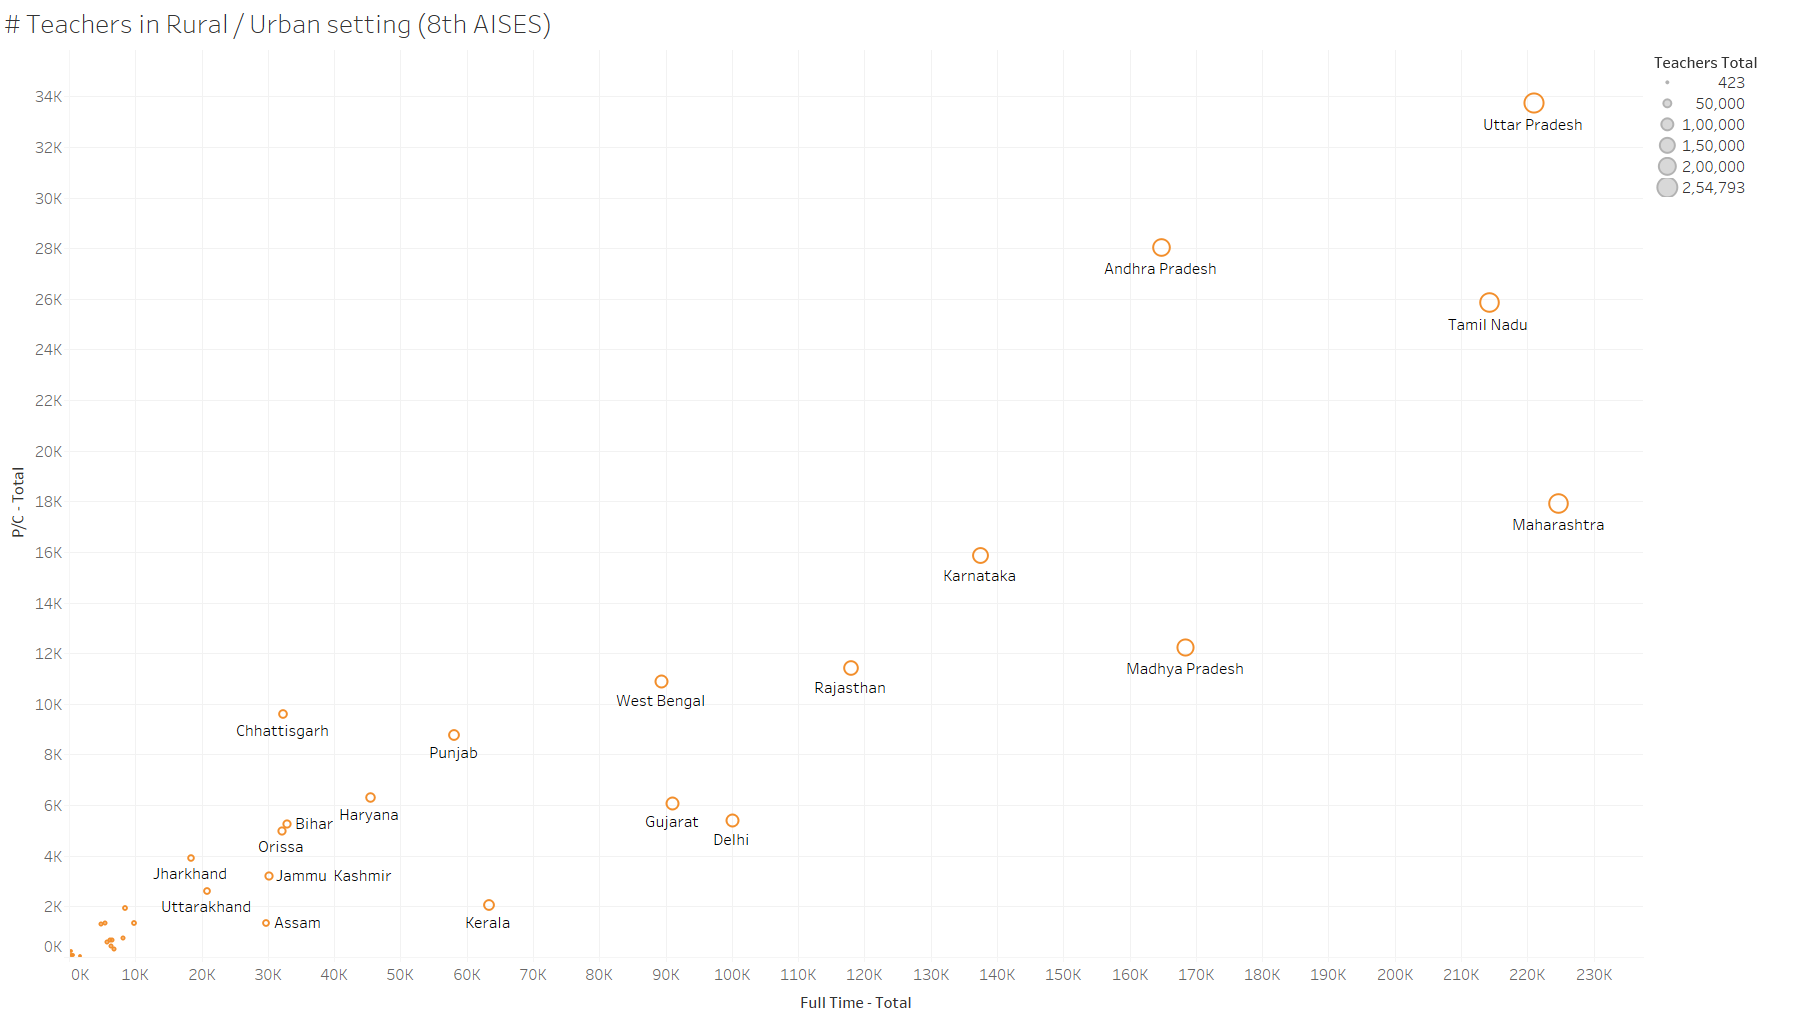 # Teachers in Rural / Urban setting (8th AISES)
Teachers Total
423
50,000
1,00,000
1,50,000
2,00,000
2,54,793
34K
32K
30K
28K
26K
24K
22K
20K
18K
16K
14K
12K
10K
8K
6K
4K
2K
0K
P/C - Total
Uttar Pradesh
Andhra Pradesh
Tamil Nadu
Maharashtra
Karnataka
Madhya Pradesh
Rajasthan
West Bengal
Chhattisgarh
Punjab
Haryana
Gujarat
Bihar
Delhi
Orissa
Jharkhand
Jammu Kashmir
Uttarakhand
Assam
Kerala
0K 10K 20K 30K 40K 50K 60K 70K 80K 90K 100K 110K 120K 130K 140K 150K 160K 170K 180K 190K 200K 210K 220K 230K
Full Time - Total